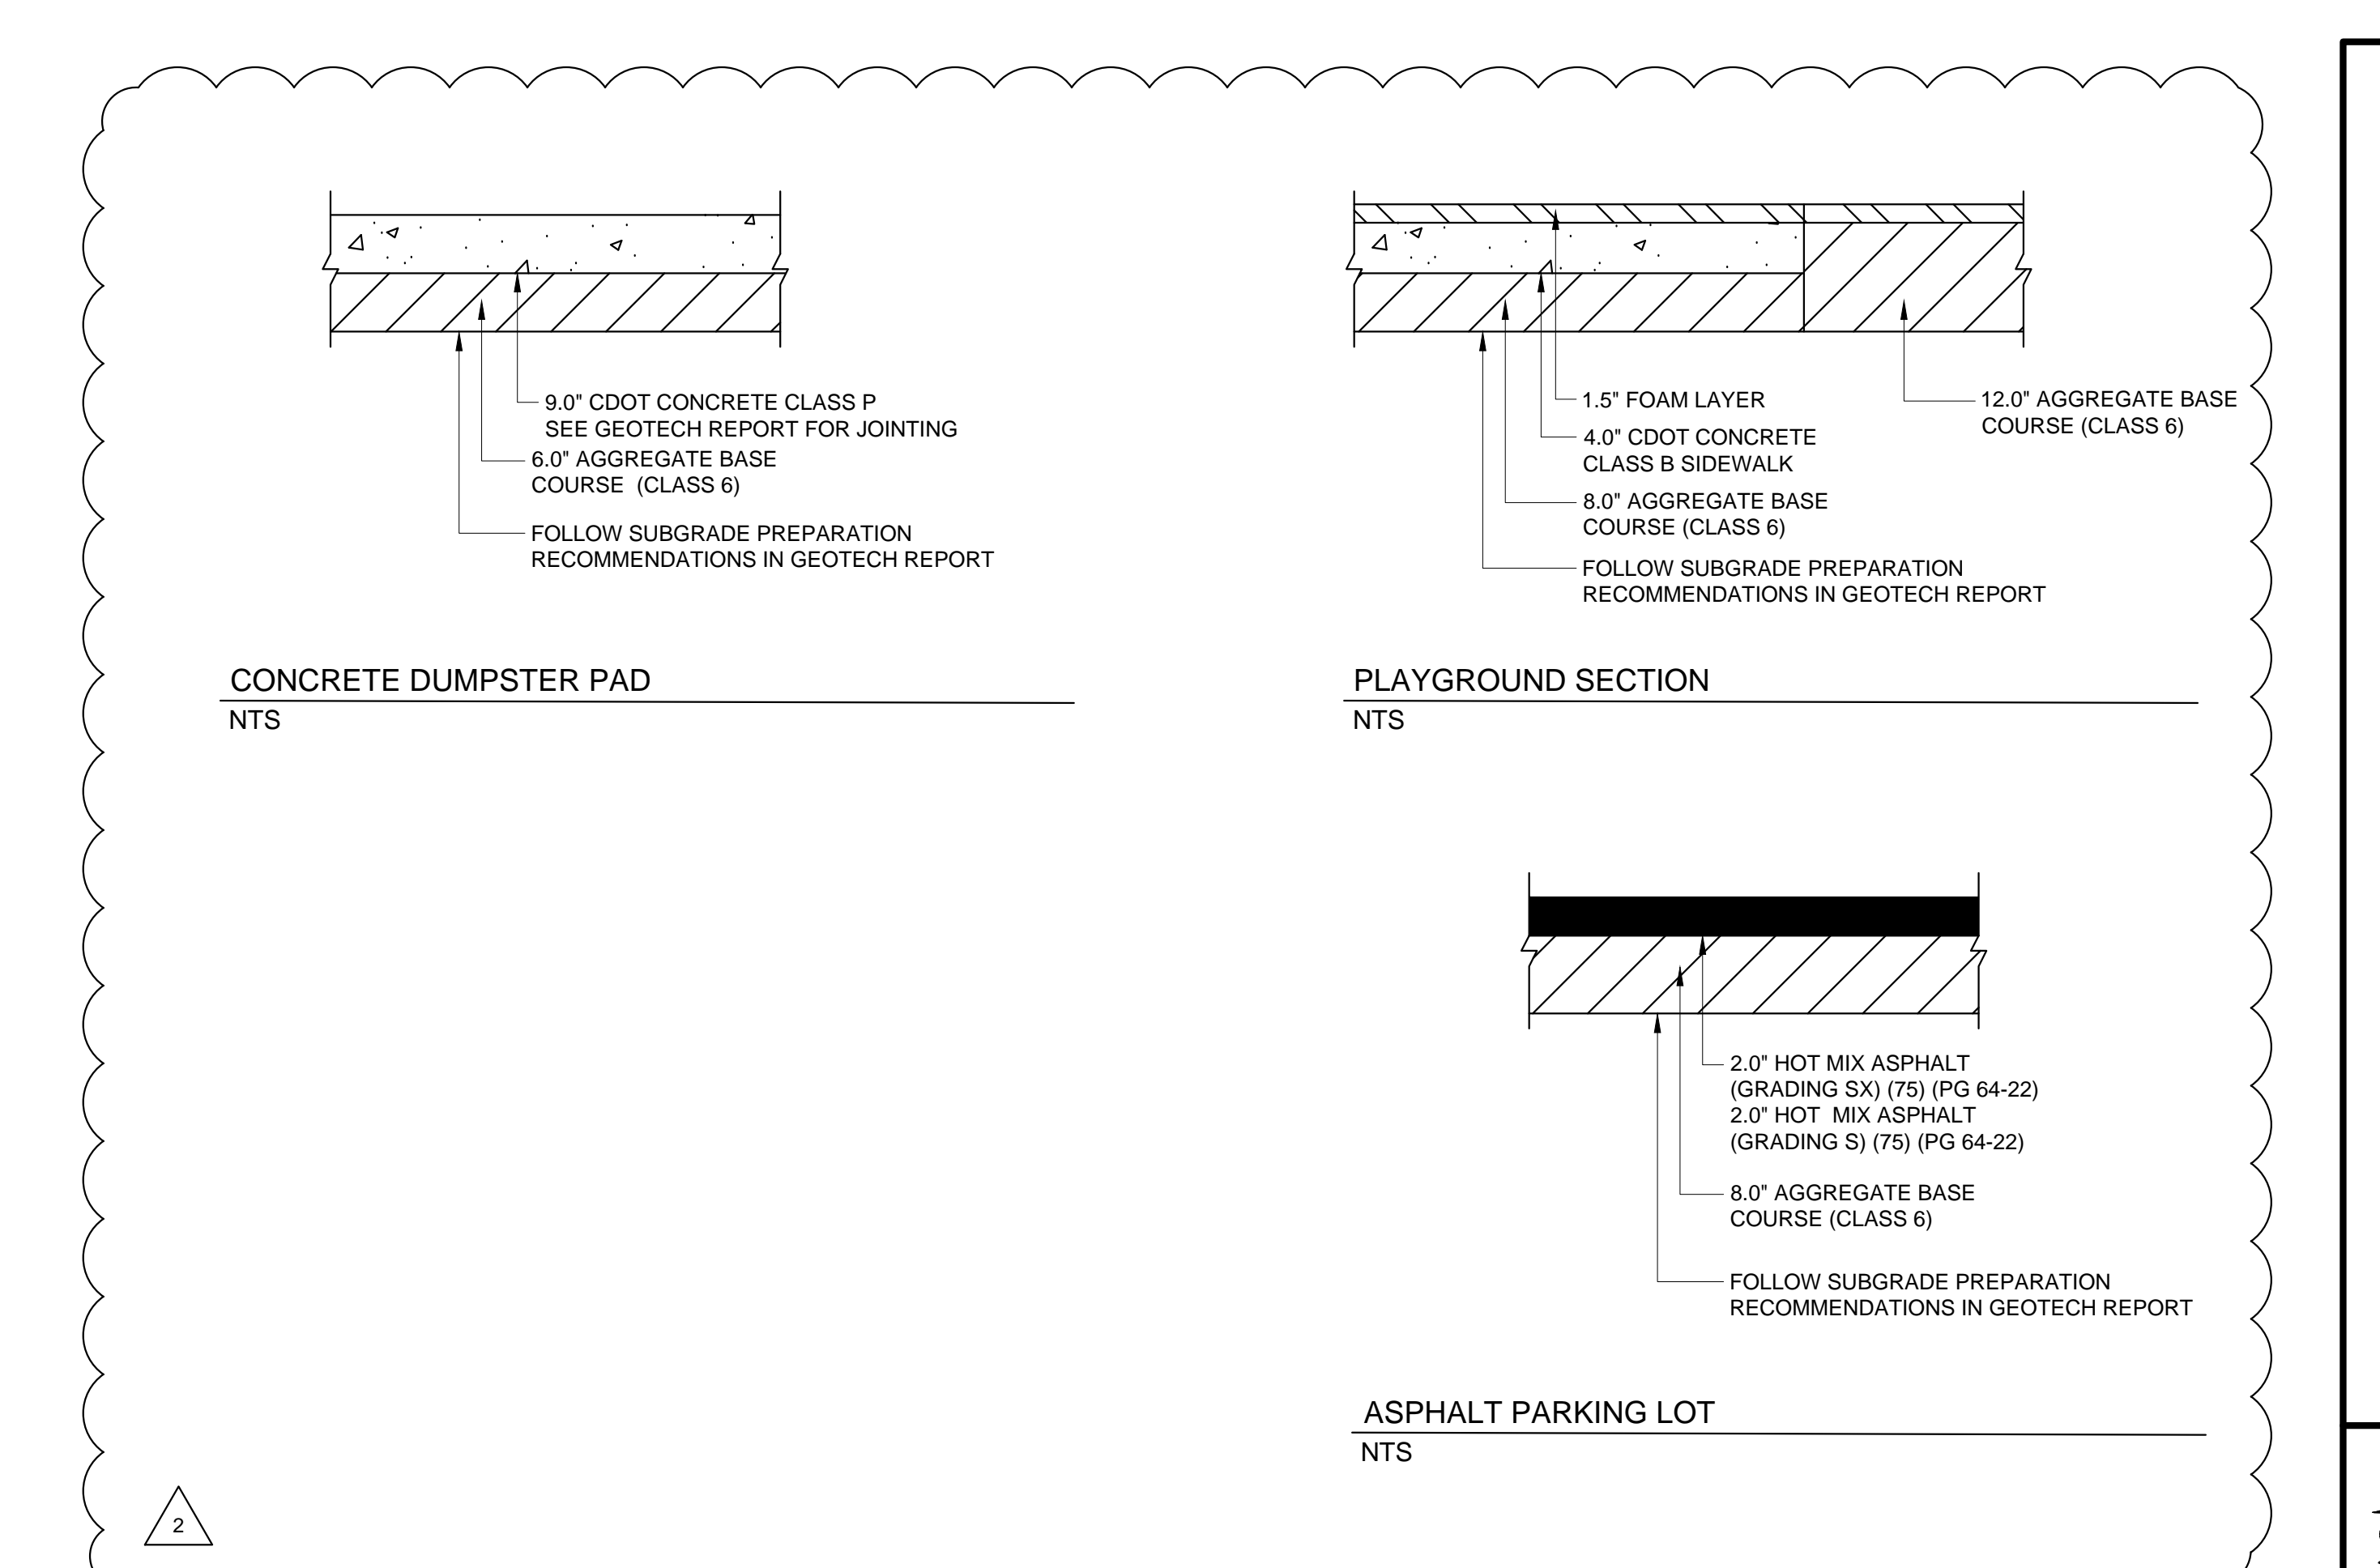 9.0" CDOT CONCRETE CLASS P
SEE GEOTECH REPORT FOR JOINTING
6.0" AGGREGATE BASE
COURSE (CLASS 6)
FOLLOW SUBGRADE PREPARATION
RECOMMENDATIONS IN GEOTECH REPORT
CONCRETE DUMPSTER PAD
NTS
1.5" FOAM LAYER
4.0" CDOT CONCRETE
CLASS B SIDEWALK
8.0" AGGREGATE BASE
COURSE (CLASS 6)
FOLLOW SUBGRADE PREPARATION
RECOMMENDATIONS IN GEOTECH REPORT
12.0" AGGREGATE BASE
COURSE (CLASS 6)
PLAYGROUND SECTION
NTS
2.0" HOT MIX ASPHALT
(GRADING SX) (75) (PG 64-22)
2.0" HOT MIX ASPHALT
(GRADING S) (75) (PG 64-22)
8.0" AGGREGATE BASE
COURSE (CLASS 6)
FOLLOW SUBGRADE PREPARATION
RECOMMENDATIONS IN GEOTECH REPORT
ASPHALT PARKING LOT
NTS
2